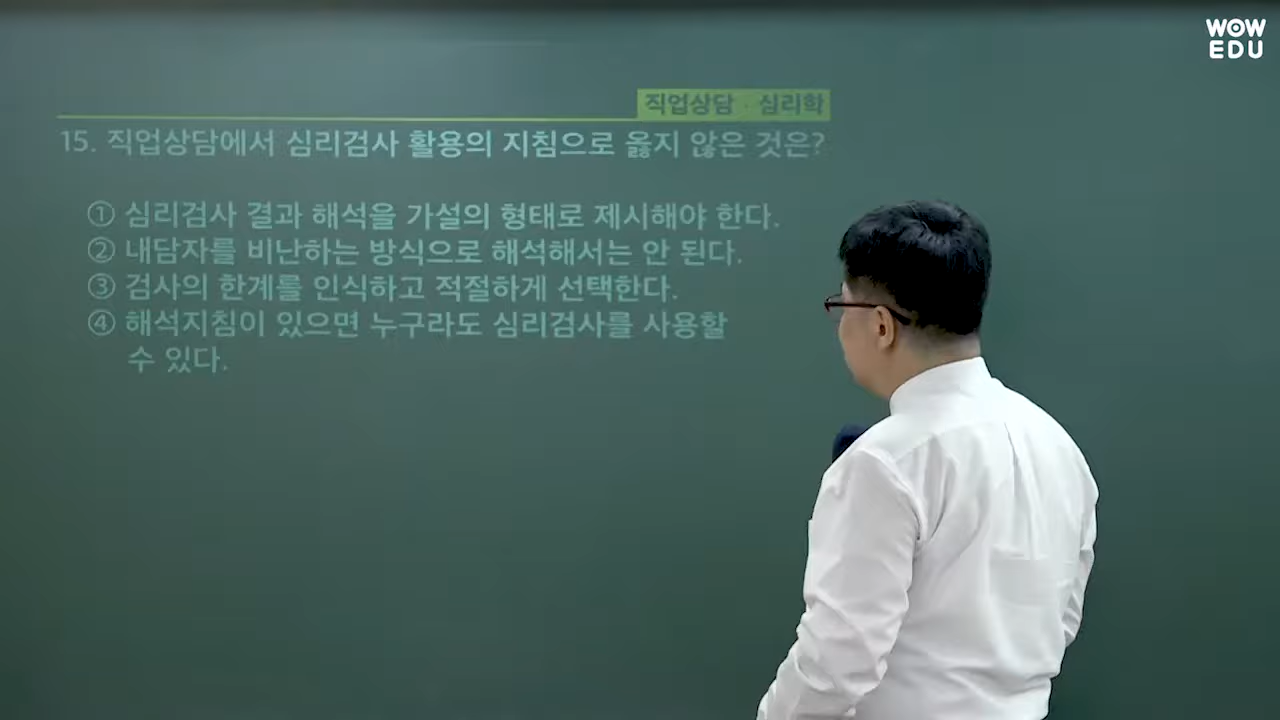 WOW
EDU
직업상담·심리학
15. 직업상담에서 심리검사 활용의 지침으로 옳지 않은 것은?
① 심리검사 결과 해석을 가설의 형태로 제시해야 한다.
② 내담자를 비난하는 방식으로 해석해서는 안 된다.
③ 검사의 한계를 인식하고 적절하게 선택한다.
④ 해석지침이 있으면 누구라도 심리검사를 사용할
수 있다.